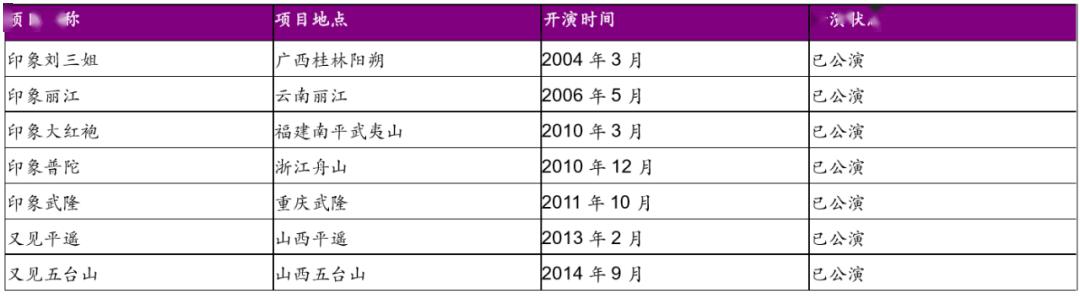 项目 称 项目地点 开演时间 演状
印象刘三姐 广西桂林阳朔 2004 年 3 月 已公演
印象丽江 云南丽江 2006 年 5 月 已公演
印象大红袍 福建南平武夷山 2010 年 3 月 已公演
印象普陀 浙江舟山 2010 年 12 月 已公演
印象武隆 重庆武隆 2011 年 10 月 已公演
又见平遥 山西平遥 2013 年 2 月 已公演
又见五台山 山西五台山 2014 年 9 月 已公演